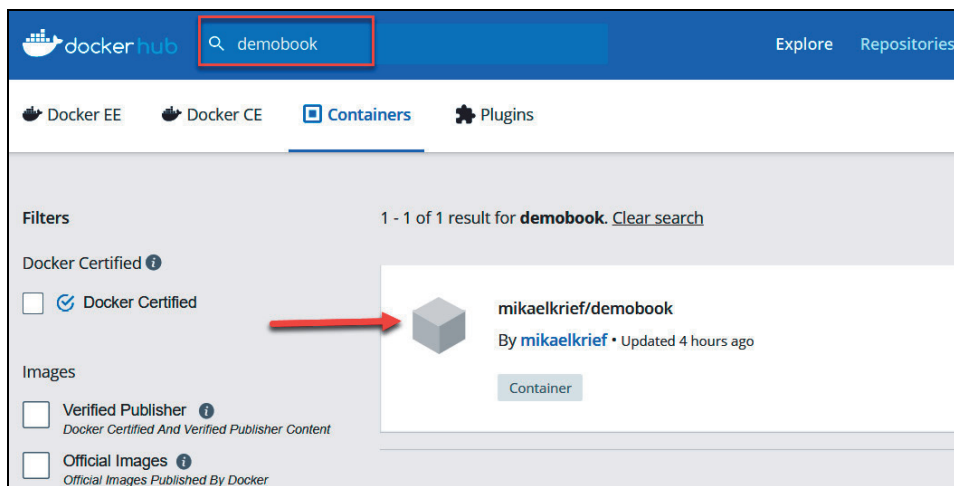 dockerhub
demobook
Explore
Repositories
Docker EE
Docker CE
Containers
Plugins
Filters
1 - 1 of 1 result for demobook. Clear search
Docker Certified
Docker Certified
mikaelkrief/demobook
By mikaelkrief • Updated 4 hours ago
Container
Images
Verified Publisher
Docker Certified And Verified Publisher Content
Official Images
Official Images Published By Docker